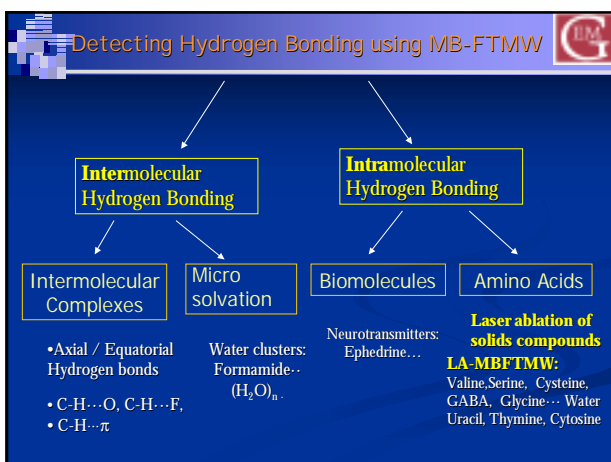 Detecting Hydrogen Bonding using MB-FTMW
GEM
Intermolecular
Hydrogen Bonding
Intramolecular
Hydrogen Bonding
Intermolecular
Complexes
Micro
solvation
Biomolecules
Amino Acids
•Axial / Equatorial
Hydrogen bonds
• C-H···O, C-H···F,
• C-H···π
Water clusters:
Formamide··
(H₂O)ₙ .
Neurotransmitters:
Ephedrine…
Laser ablation of
solids compounds
LA-MBFTMW:
Valine,Serine, Cysteine,
GABA, Glycine··· Water
Uracil, Thymine, Cytosine